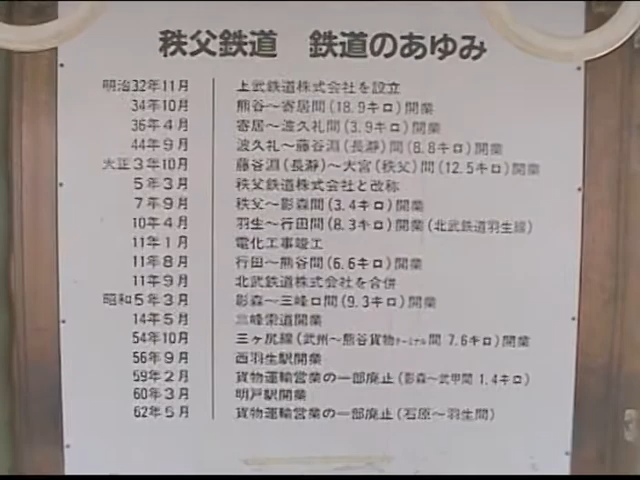 秩父鉄道　鉄道のあゆみ
明治32年11月　上武鉄道株式会社を設立
34年10月　熊谷～寄居間(18.9キロ)開業
36年4月　寄居～波久礼間(3.9キロ)開業
44年9月　波久礼～藤谷淵(長瀞)間(8.8キロ)開業
大正3年10月　藤谷淵(長瀞)～大宮(秩父)間(12.5キロ)開業
5年3月　秩父鉄道株式会社と改称
7年9月　秩父～影森間(3.4キロ)開業
10年4月　羽生～行田間(8.3キロ)開業(北武鉄道羽生線)
11年1月　電化工事竣工
11年8月　行田～熊谷間(6.6キロ)開業
11年9月　北武鉄道株式会社を合併
昭和5年3月　影森～三峰口間(9.3キロ)開業
14年5月　三峰索道開業
54年10月　三ヶ尻線(武州～熊谷貨物ターミナル間 7.6キロ)開業
56年9月　西羽生駅開業
59年2月　貨物運輸営業の一部廃止(影森～武甲間 1.4キロ)
60年3月　明戸駅開業
62年5月　貨物運輸営業の一部廃止(石原～羽生間)